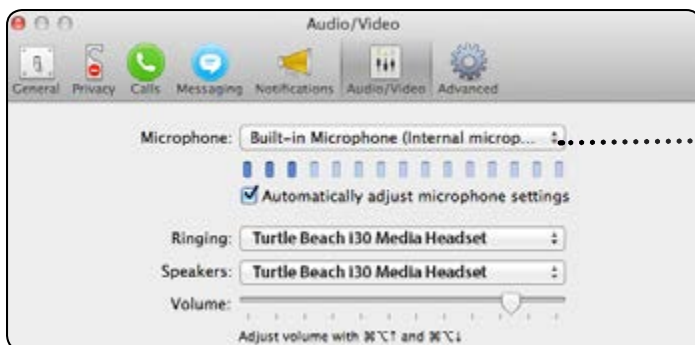 Audio/Video
General Privacy Calls Messaging Notifications Audio/Video Advanced
Microphone: Built-in Microphone (Internal microp...
Automatically adjust microphone settings
Ringing: Turtle Beach i30 Media Headset
Speakers: Turtle Beach i30 Media Headset
Volume:
Adjust volume with ⌘⌥↑ and ⌘⌥↓